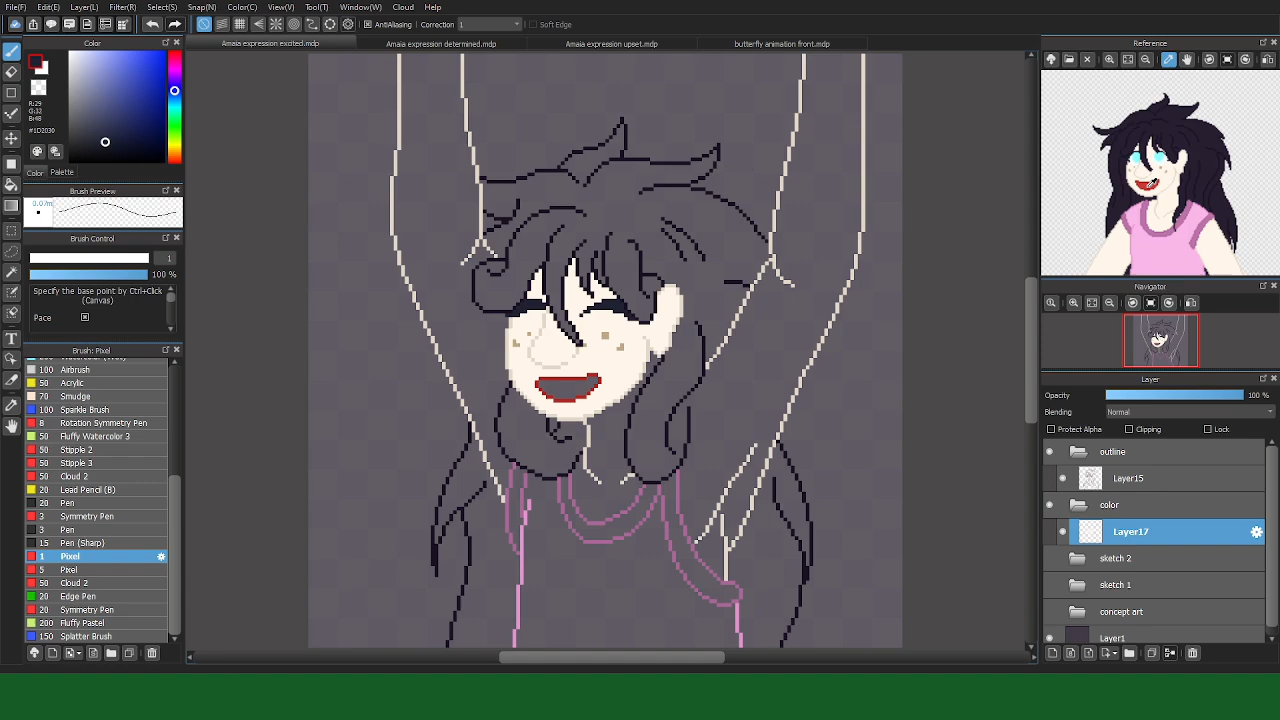 File(F) Edit(E) Layer(L) Filter(R) Select(S) Snap(N) Color(C) View(V) Tool(T) Window(W) Cloud Help(H)
AntiAliasing Correction 1 Soft Edge
Color
Amaia expression excited.mdp Amaia expression determined.mdp Amaia expression upset.mdp butterfly animation front.mdp
Reference
R:29
G:32
B:48
#1D2030
Color Palette
Brush Preview
0.07m
Brush Control
1
100 %
Specify the base point by Ctrl+Click
(Canvas)
Pace
Brush: Pixel
100 Airbrush
50 Acrylic
70 Smudge
100 Sparkle Brush
8 Rotation Symmetry Pen
50 Fluffy Watercolor 3
50 Stipple 2
50 Stipple 3
50 Cloud 2
20 Lead Pencil (B)
20 Pen
3 Symmetry Pen
3 Pen
15 Pen (Sharp)
1 Pixel
5 Pixel
50 Cloud 2
20 Edge Pen
20 Symmetry Pen
200 Fluffy Pastel
150 Splatter Brush
Navigator
Layer
Opacity 100 %
Blending Normal
Protect Alpha Clipping Lock
outline
Layer15
color
Layer17
sketch 2
sketch 1
concept art
Layer1